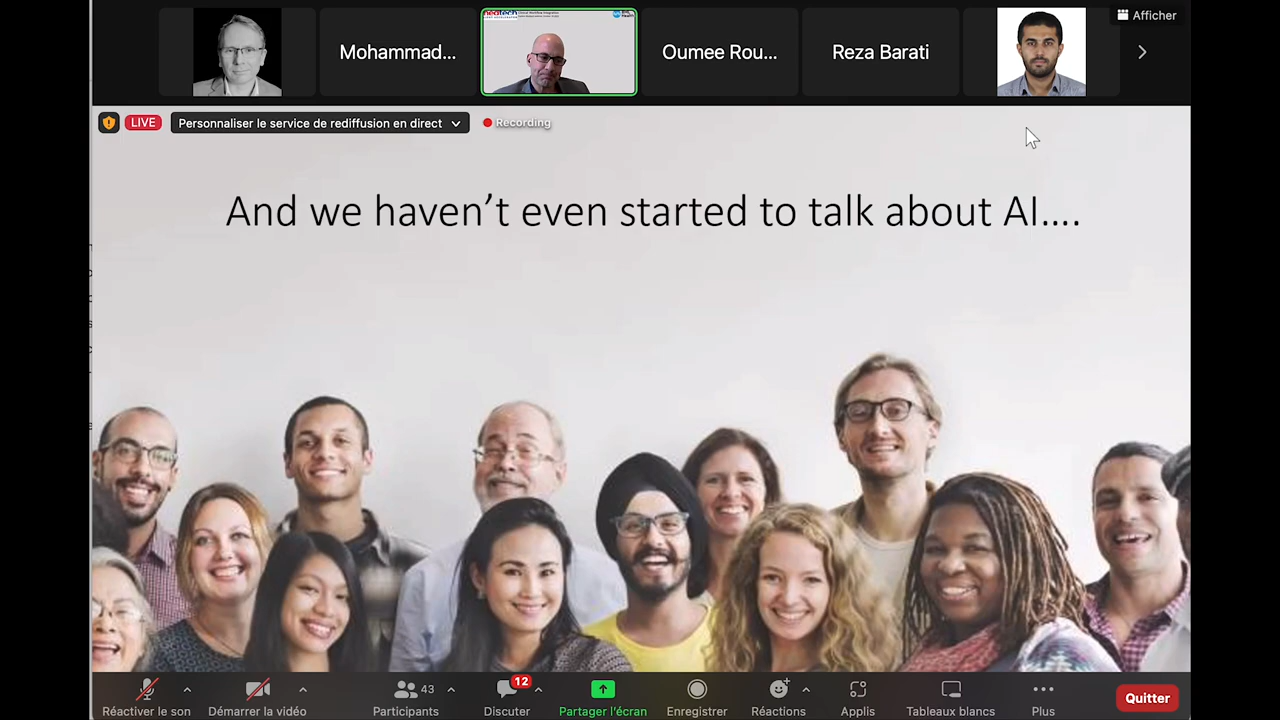 Mohammad...
Oumee Rou...
Reza Barati
Afficher
LIVE
Personnaliser le service de rediffusion en direct
Recording
And we haven't even started to talk about AI....
Réactiver le son
Démarrer la vidéo
43
Participants
12
Discuter
Partager l'écran
Enregistrer
Réactions
Applis
Tableaux blancs
Plus
Quitter